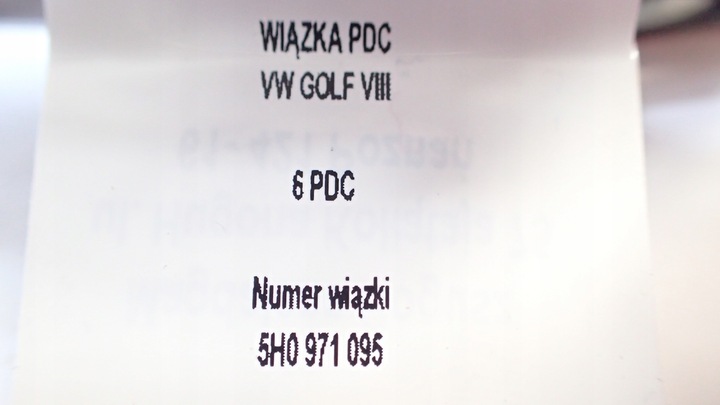 WIĄZKA PDC
VW GOLF VIII
6 PDC
Numer wiązki
5H0 971 095